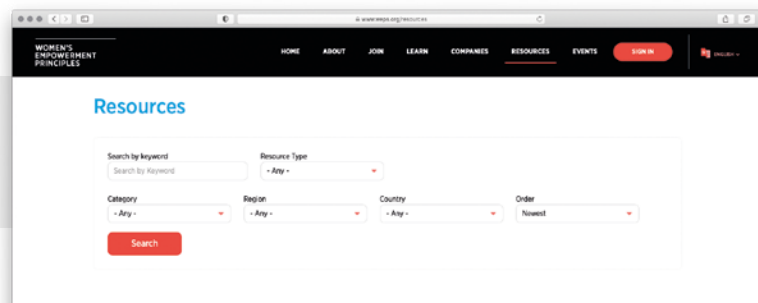 www.weps.org/resources
WOMEN'S
EMPOWERMENT
PRINCIPLES
HOME ABOUT JOIN LEARN COMPANIES RESOURCES EVENTS SIGN IN ENGLISH
Resources
Search by keyword Resource Type
Search by Keyword - Any -
Category Region Country Order
- Any - - Any - - Any - Newest
Search